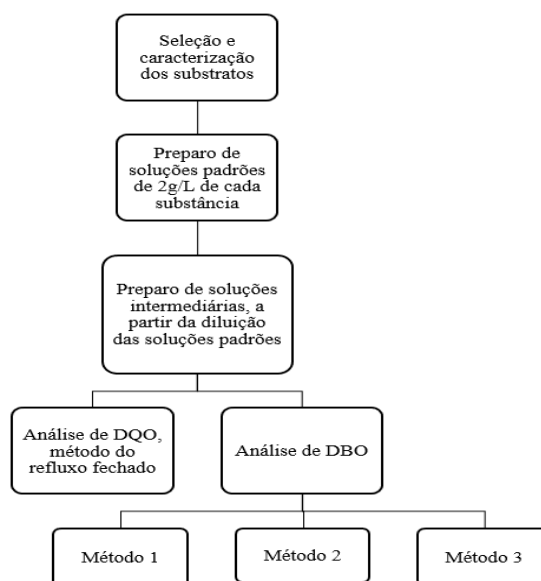 Seleção e
caracterização
dos substratos
Preparo de
soluções padrões
de 2g/L de cada
substância
Preparo de soluções
intermediárias, a
partir da diluição
das soluções padrões
Análise de DQO,
método do
refluxo fechado
Análise de DBO
Método 1
Método 2
Método 3